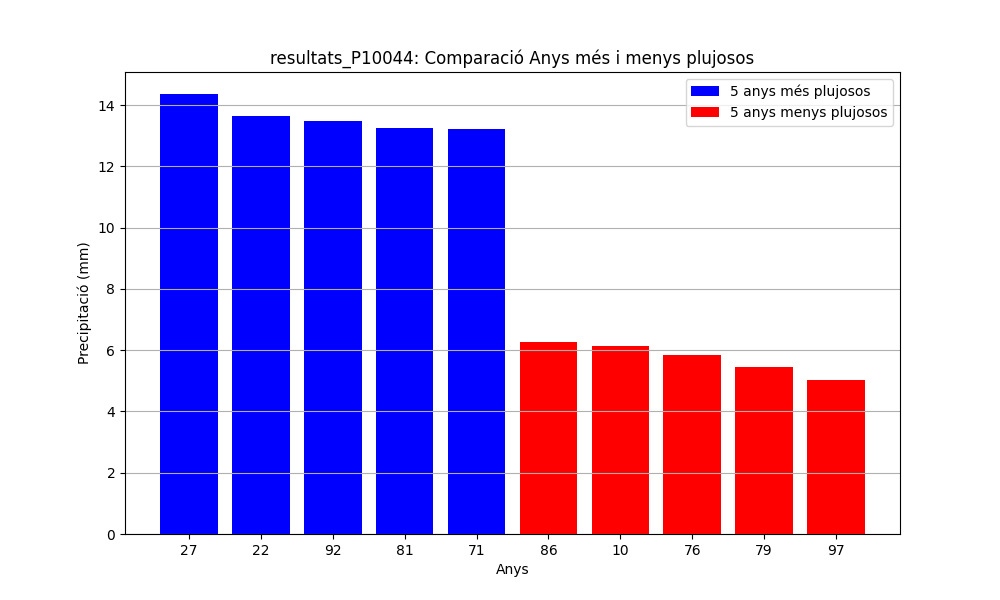 resultats_P10044: Comparació Anys més i menys plujosos
5 anys més plujosos
5 anys menys plujosos
Precipitació (mm)
14
12
10
8
6
4
2
0
27 22 92 81 71 86 10 76 79 97
Anys